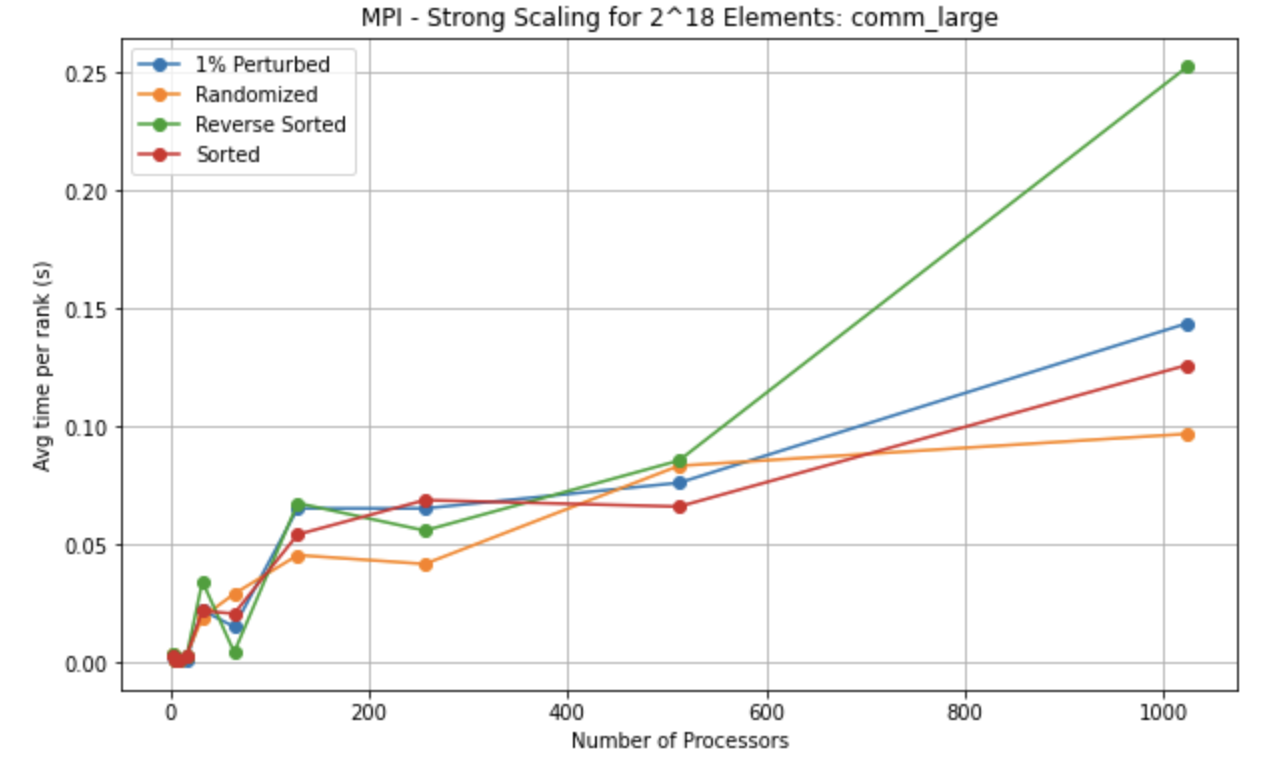 MPI - Strong Scaling for 2^18 Elements: comm_large
1% Perturbed
Randomized
Reverse Sorted
Sorted
0.25
0.20
0.15
0.10
0.05
0.00
Avg time per rank (s)
0 200 400 600 800 1000
Number of Processors